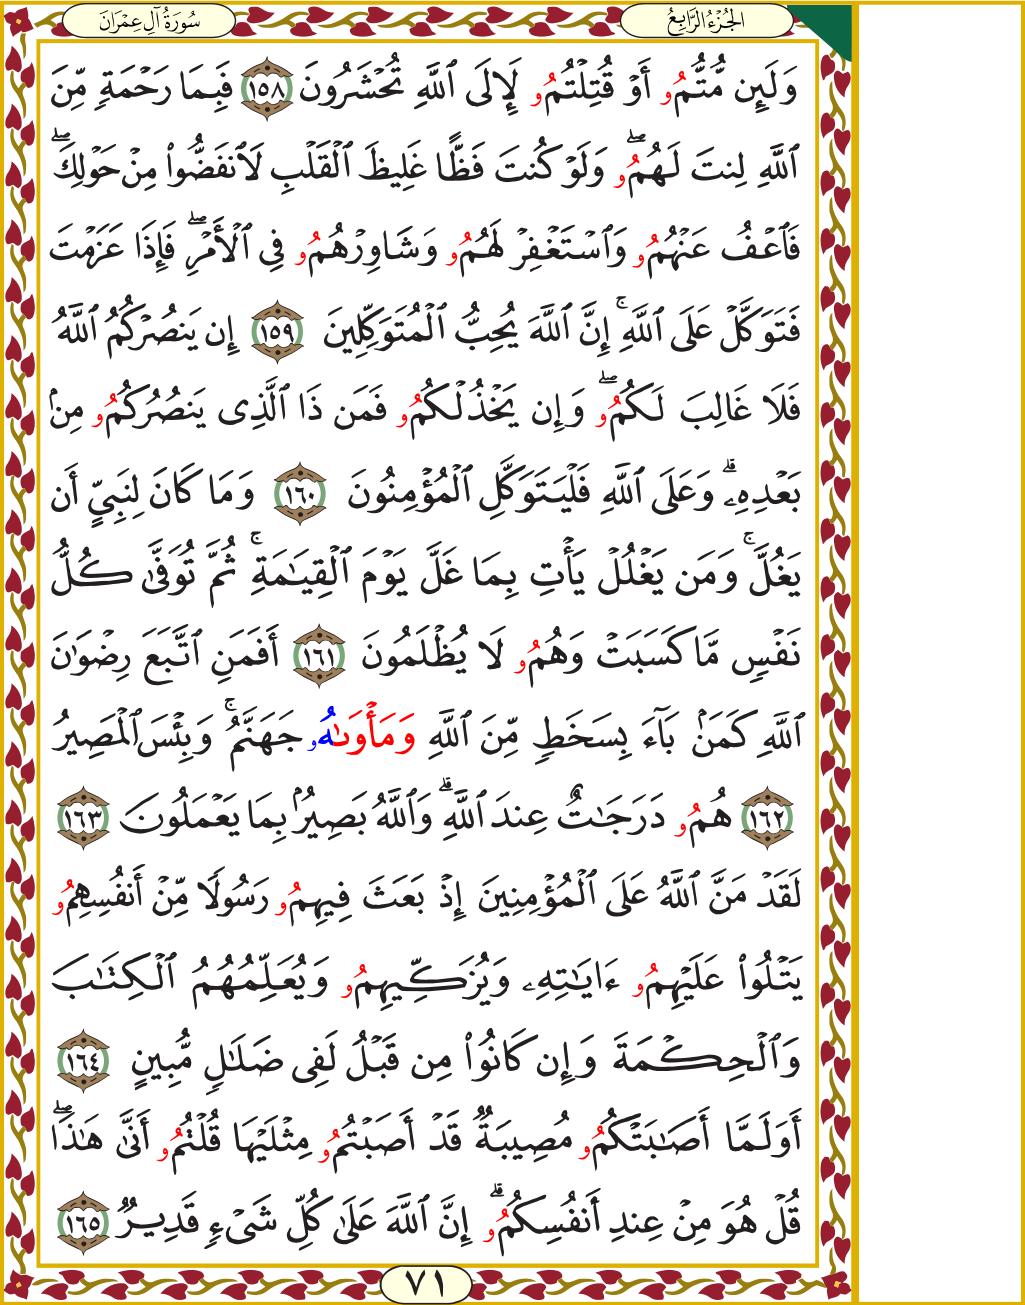 الجُزْءُ الرَّابِعُ
سُورَةُ آلِ عِمْرَانَ
وَلَئِن مُّتُّمُۥ أَوۡ قُتِلۡتُمُۥ لَإِلَى ٱللَّهِ تُحۡشَرُونَ ١٥٨ فَبِمَا رَحۡمَةٖ مِّنَ
ٱللَّهِ لِنتَ لَهُمُۥۖ وَلَوۡ كُنتَ فَظًّا غَلِيظَ ٱلۡقَلۡبِ لَٱنفَضُّواْ مِنۡ حَوۡلِكَۖ
فَٱعۡفُ عَنۡهُمُۥ وَٱسۡتَغۡفِرۡ لَهُمُۥ وَشَاوِرۡهُمُۥ فِي ٱلۡأَمۡرِۖ فَإِذَا عَزَمۡتَ
فَتَوَكَّلۡ عَلَى ٱللَّهِۚ إِنَّ ٱللَّهَ يُحِبُّ ٱلۡمُتَوَكِّلِينَ ١٥٩ إِن يَنصُرۡكُمُ ٱللَّهُ
فَلَا غَالِبَ لَكُمُۥۖ وَإِن يَخۡذُلۡكُمُۥ فَمَن ذَا ٱلَّذِي يَنصُرُكُمُۥ مِنۢ
بَعۡدِهِۦۗ وَعَلَى ٱللَّهِ فَلۡيَتَوَكَّلِ ٱلۡمُؤۡمِنُونَ ١٦٠ وَمَا كَانَ لِنَبِيٍّ أَن
يَغُلَّۚ وَمَن يَغۡلُلۡ يَأۡتِ بِمَا غَلَّ يَوۡمَ ٱلۡقِيَٰمَةِۚ ثُمَّ تُوَفَّىٰ كُلُّ
نَفۡسٖ مَّا كَسَبَتۡ وَهُمُۥ لَا يُظۡلَمُونَ ١٦١ أَفَمَنِ ٱتَّبَعَ رِضۡوَٰنَ
ٱللَّهِ كَمَنۢ بَآءَ بِسَخَطٖ مِّنَ ٱللَّهِ وَمَأۡوَىٰهُۥ جَهَنَّمُۚ وَبِئۡسَ ٱلۡمَصِيرُ
١٦٢ هُمُۥ دَرَجَٰتٌ عِندَ ٱللَّهِۗ وَٱللَّهُ بَصِيرُۢ بِمَا يَعۡمَلُونَ ١٦٣
لَقَدۡ مَنَّ ٱللَّهُ عَلَى ٱلۡمُؤۡمِنِينَ إِذۡ بَعَثَ فِيهِمُۥ رَسُولٗا مِّنۡ أَنفُسِهِمُۥ
يَتۡلُواْ عَلَيۡهِمُۥ ءَايَٰتِهِۦ وَيُزَكِّيهِمُۥ وَيُعَلِّمُهُمُ ٱلۡكِتَٰبَ
وَٱلۡحِكۡمَةَ وَإِن كَانُواْ مِن قَبۡلُ لَفِي ضَلَٰلٖ مُّبِينٍ ١٦٤
أَوَلَمَّا أَصَٰبَتۡكُمُۥ مُصِيبَةٞ قَدۡ أَصَبۡتُمُۥ مِثۡلَيۡهَا قُلۡتُمُۥ أَنَّىٰ هَٰذَاۖ
قُلۡ هُوَ مِنۡ عِندِ أَنفُسِكُمُۥۗ إِنَّ ٱللَّهَ عَلَىٰ كُلِّ شَيۡءٖ قَدِيرٞ ١٦٥
٧١